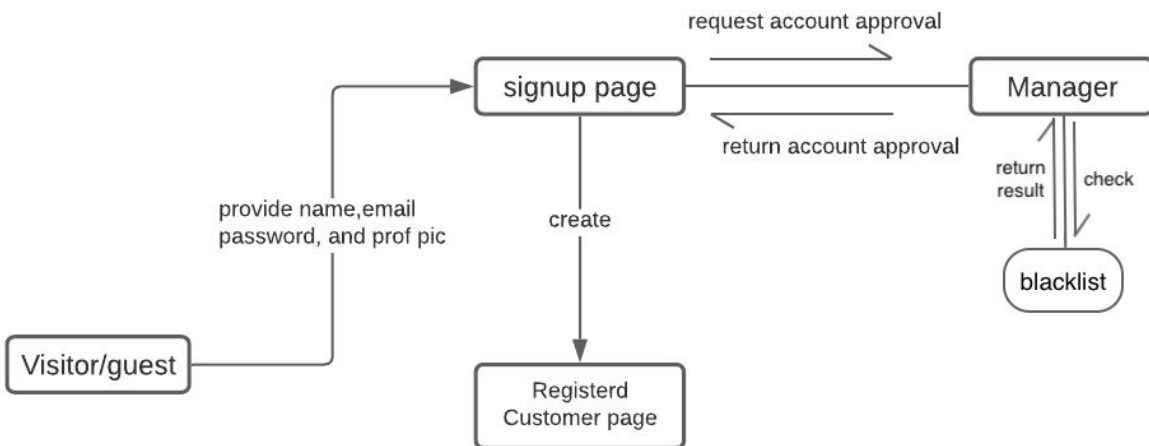 request account approval
signup page
Manager
return account approval
return
result
check
provide name,email
password, and prof pic
create
blacklist
Visitor/guest
Registerd
Customer page